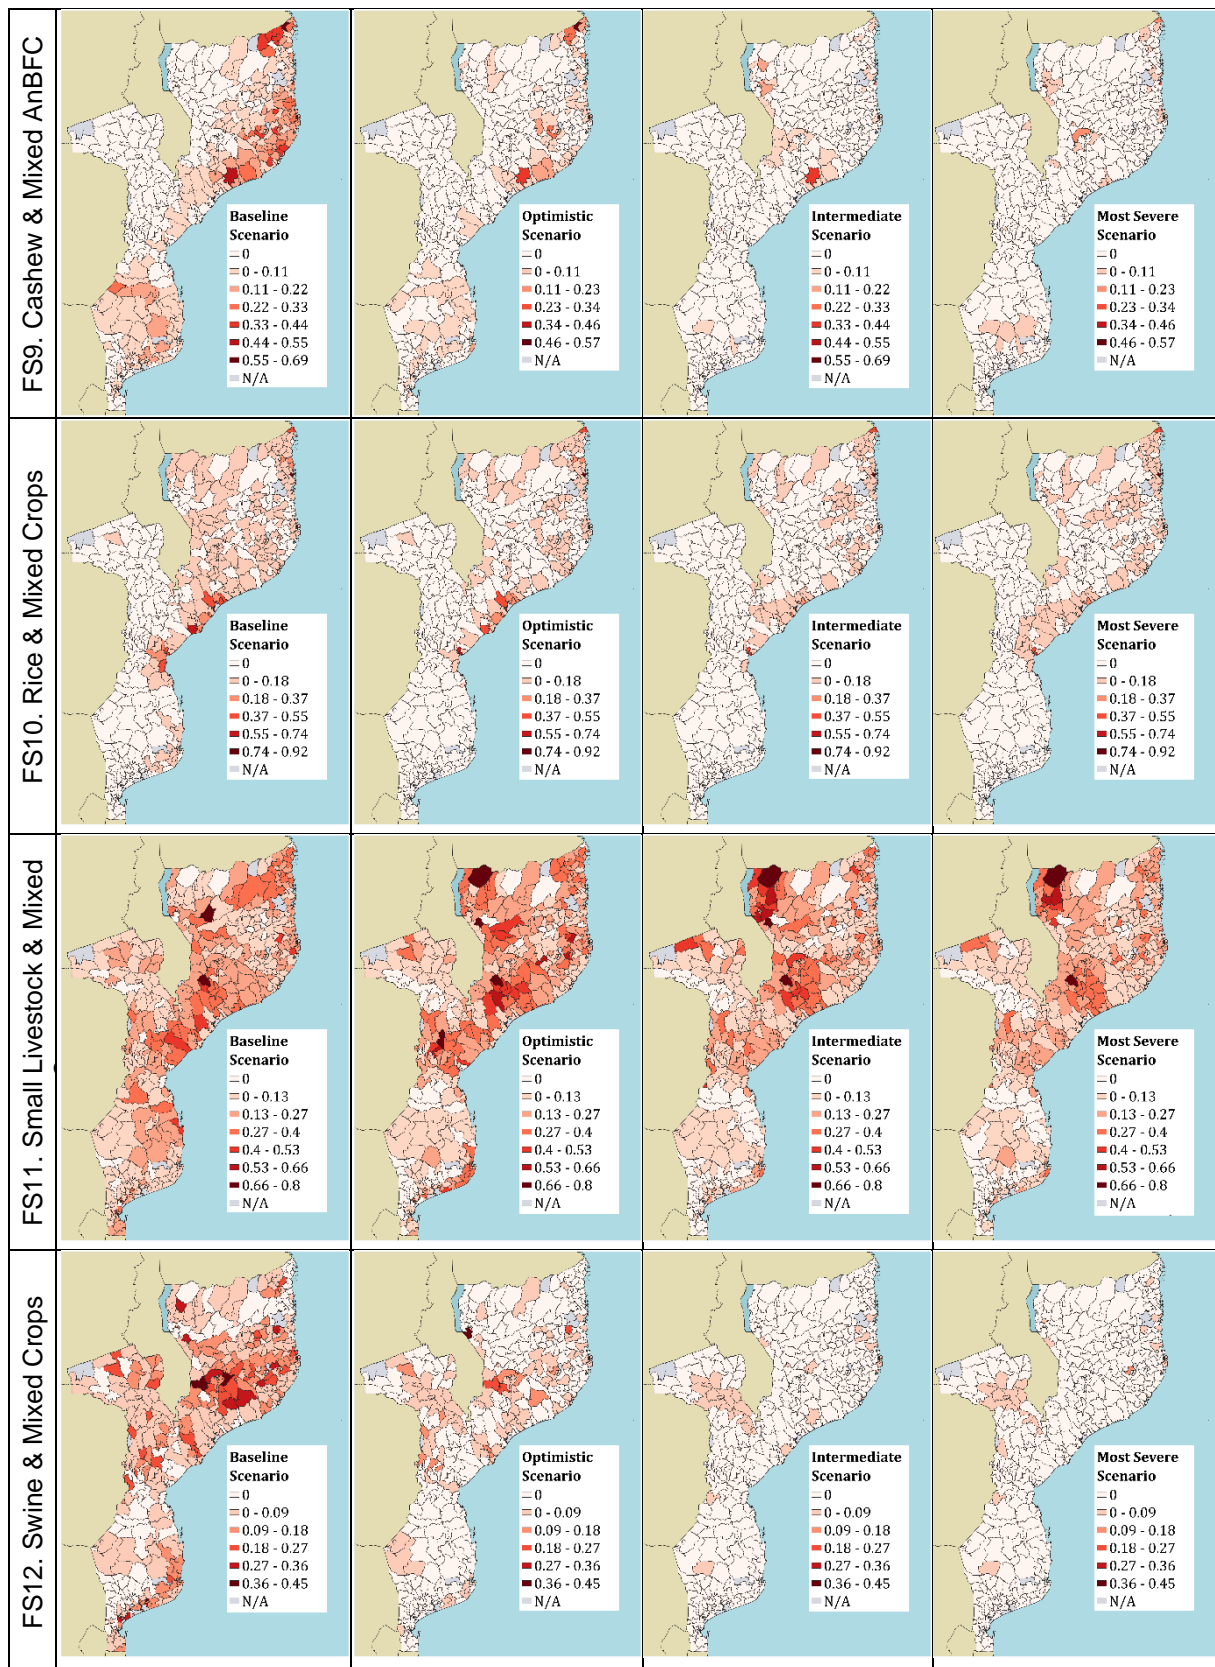 FS9. Cashew & Mixed AnBFC
Baseline
Scenario
0
0 - 0.11
0.11 - 0.22
0.22 - 0.33
0.33 - 0.44
0.44 - 0.55
0.55 - 0.69
N/A
Optimistic
Scenario
0
0 - 0.11
0.11 - 0.23
0.23 - 0.34
0.34 - 0.46
0.46 - 0.57
N/A
Intermediate
Scenario
0
0 - 0.11
0.11 - 0.22
0.22 - 0.33
0.33 - 0.44
0.44 - 0.55
0.55 - 0.69
N/A
Most Severe
Scenario
0
0 - 0.11
0.11 - 0.23
0.23 - 0.34
0.34 - 0.46
0.46 - 0.57
N/A
FS10. Rice & Mixed Crops
Baseline
Scenario
0
0 - 0.18
0.18 - 0.37
0.37 - 0.55
0.55 - 0.74
0.74 - 0.92
N/A
Optimistic
Scenario
0
0 - 0.18
0.18 - 0.37
0.37 - 0.55
0.55 - 0.74
0.74 - 0.92
N/A
Intermediate
Scenario
0
0 - 0.18
0.18 - 0.37
0.37 - 0.55
0.55 - 0.74
0.74 - 0.92
N/A
Most Severe
Scenario
0
0 - 0.18
0.18 - 0.37
0.37 - 0.55
0.55 - 0.74
0.74 - 0.92
N/A
FS11. Small Livestock & Mixed
Baseline
Scenario
0
0 - 0.13
0.13 - 0.27
0.27 - 0.4
0.4 - 0.53
0.53 - 0.66
0.66 - 0.8
N/A
Optimistic
Scenario
0
0 - 0.13
0.13 - 0.27
0.27 - 0.4
0.4 - 0.53
0.53 - 0.66
0.66 - 0.8
N/A
Intermediate
Scenario
0
0 - 0.13
0.13 - 0.27
0.27 - 0.4
0.4 - 0.53
0.53 - 0.66
0.66 - 0.8
N/A
Most Severe
Scenario
0
0 - 0.13
0.13 - 0.27
0.27 - 0.4
0.4 - 0.53
0.53 - 0.66
0.66 - 0.8
N/A
FS12. Swine & Mixed Crops
Baseline
Scenario
0
0 - 0.09
0.09 - 0.18
0.18 - 0.27
0.27 - 0.36
0.36 - 0.45
N/A
Optimistic
Scenario
0
0 - 0.09
0.09 - 0.18
0.18 - 0.27
0.27 - 0.36
0.36 - 0.45
N/A
Intermediate
Scenario
0
0 - 0.09
0.09 - 0.18
0.18 - 0.27
0.27 - 0.36
0.36 - 0.45
N/A
Most Severe
Scenario
0
0 - 0.09
0.09 - 0.18
0.18 - 0.27
0.27 - 0.36
0.36 - 0.45
N/A